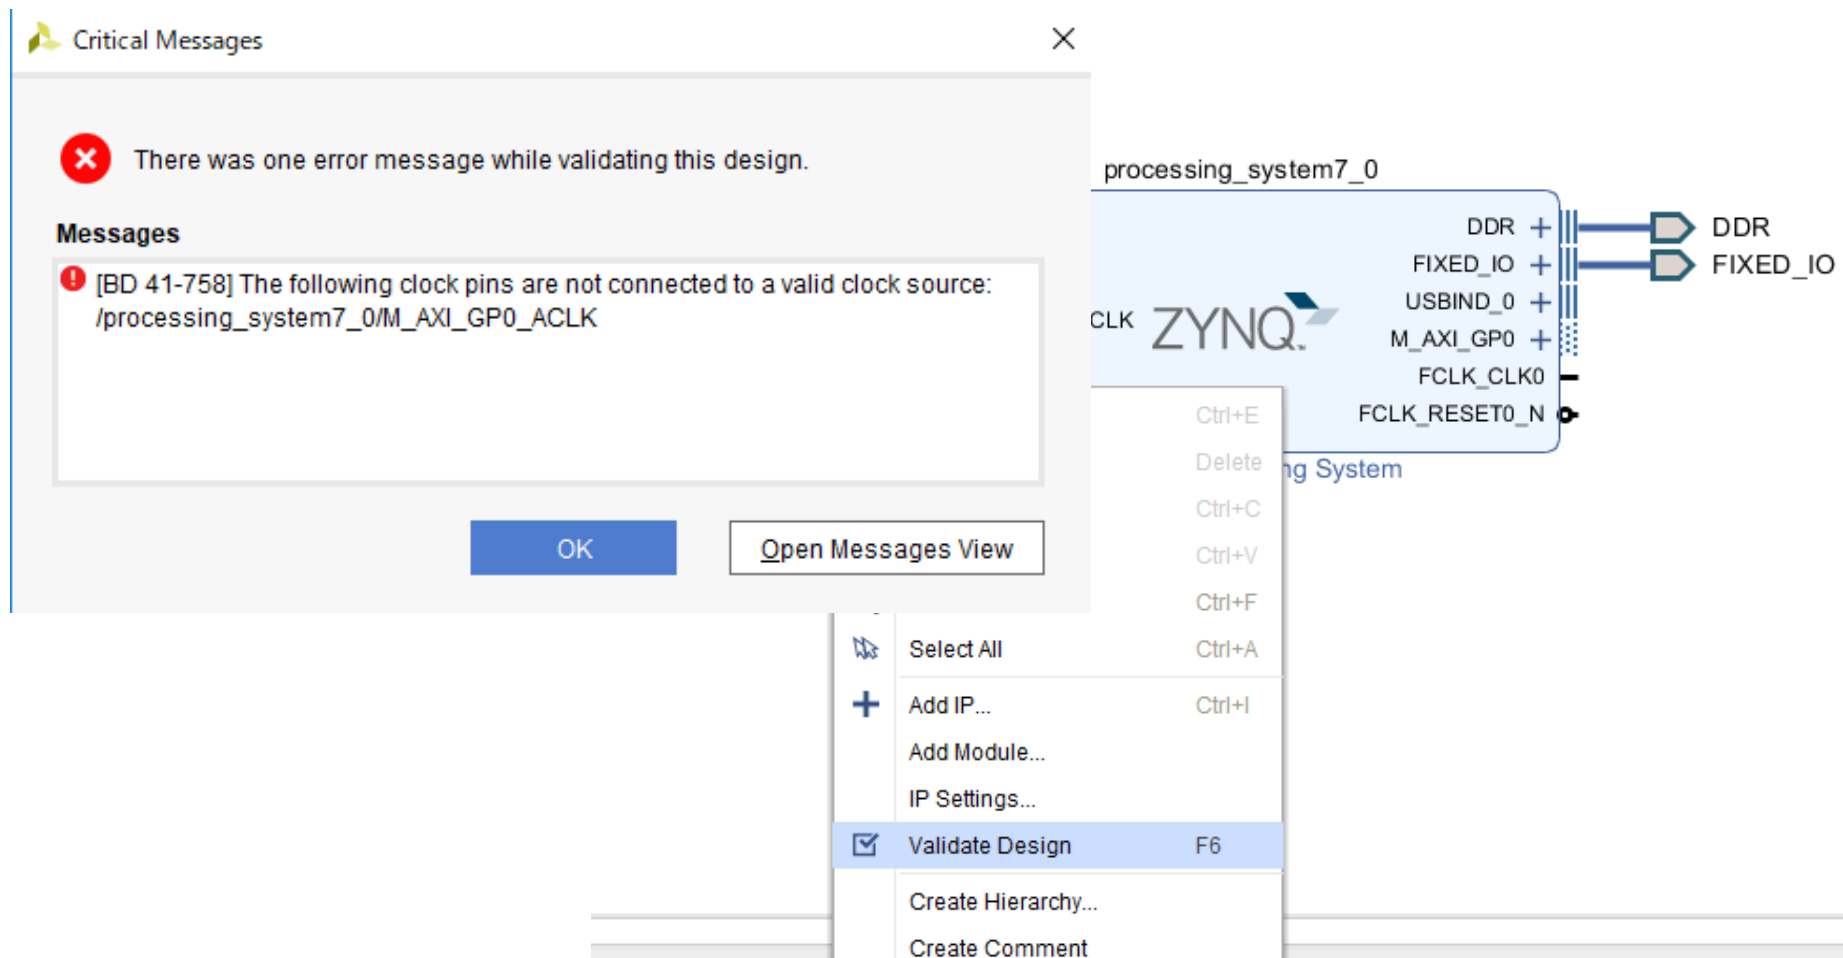 Critical Messages
There was one error message while validating this design.
Messages
[BD 41-758] The following clock pins are not connected to a valid clock source:
/processing_system7_0/M_AXI_GP0_ACLK
OK
Open Messages View
processing_system7_0
DDR
FIXED_IO
USBIND_0
M_AXI_GP0
FCLK_CLK0
FCLK_RESET0_N
CLK
ZYNQ
DDR
FIXED_IO
ng System
Ctrl+E
Delete
Ctrl+C
Ctrl+V
Ctrl+F
Select All Ctrl+A
Add IP... Ctrl+I
Add Module...
IP Settings...
Validate Design F6
Create Hierarchy...
Create Comment